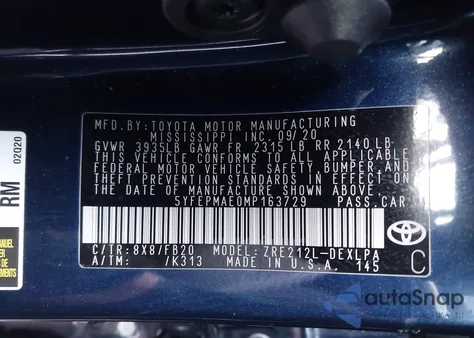 MFD. BY: TOYOTA MOTOR MANUFACTURING
MISSISSIPPI INC. 09/20
GVWR 3935LB GAWR FR 2315 LB RR 2140 LB
THIS VEHICLE CONFORMS TO ALL APPLICABLE
FEDERAL MOTOR VEHICLE SAFETY, BUMPER, AND
THEFT PREVENTION STANDARDS IN EFFECT ON
THE DATE OF MANUFACTURE SHOWN ABOVE.
5YFEPMAE0MP163729 PASS.CAR
C/TR: 8X8/FB20 MODEL: ZRE212L-DEXLPA
A/TM: /K313 MADE IN U.S.A. 145
C
RM
02020
MANUEL
autoSnap